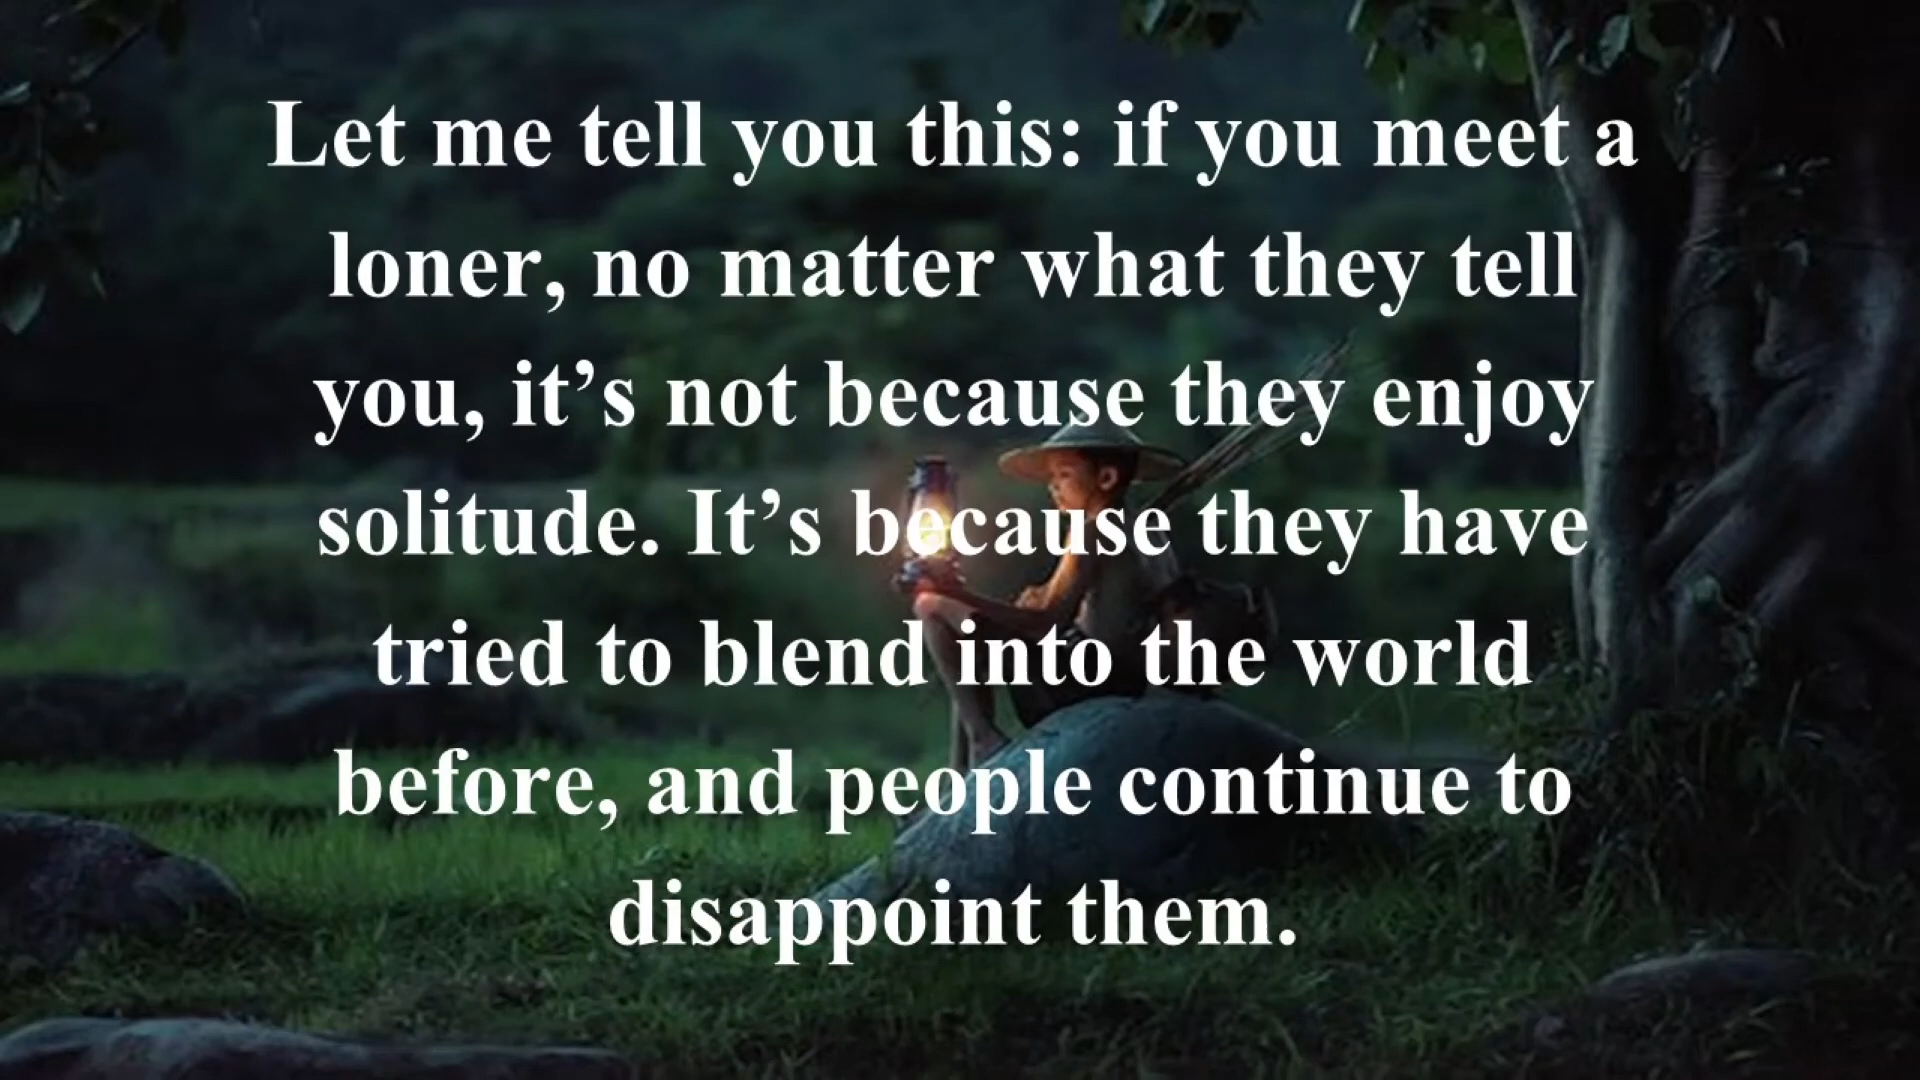 Let me tell you this: if you meet a
loner, no matter what they tell
you, it’s not because they enjoy
solitude. It’s because they have
tried to blend into the world
before, and people continue to
disappoint them.